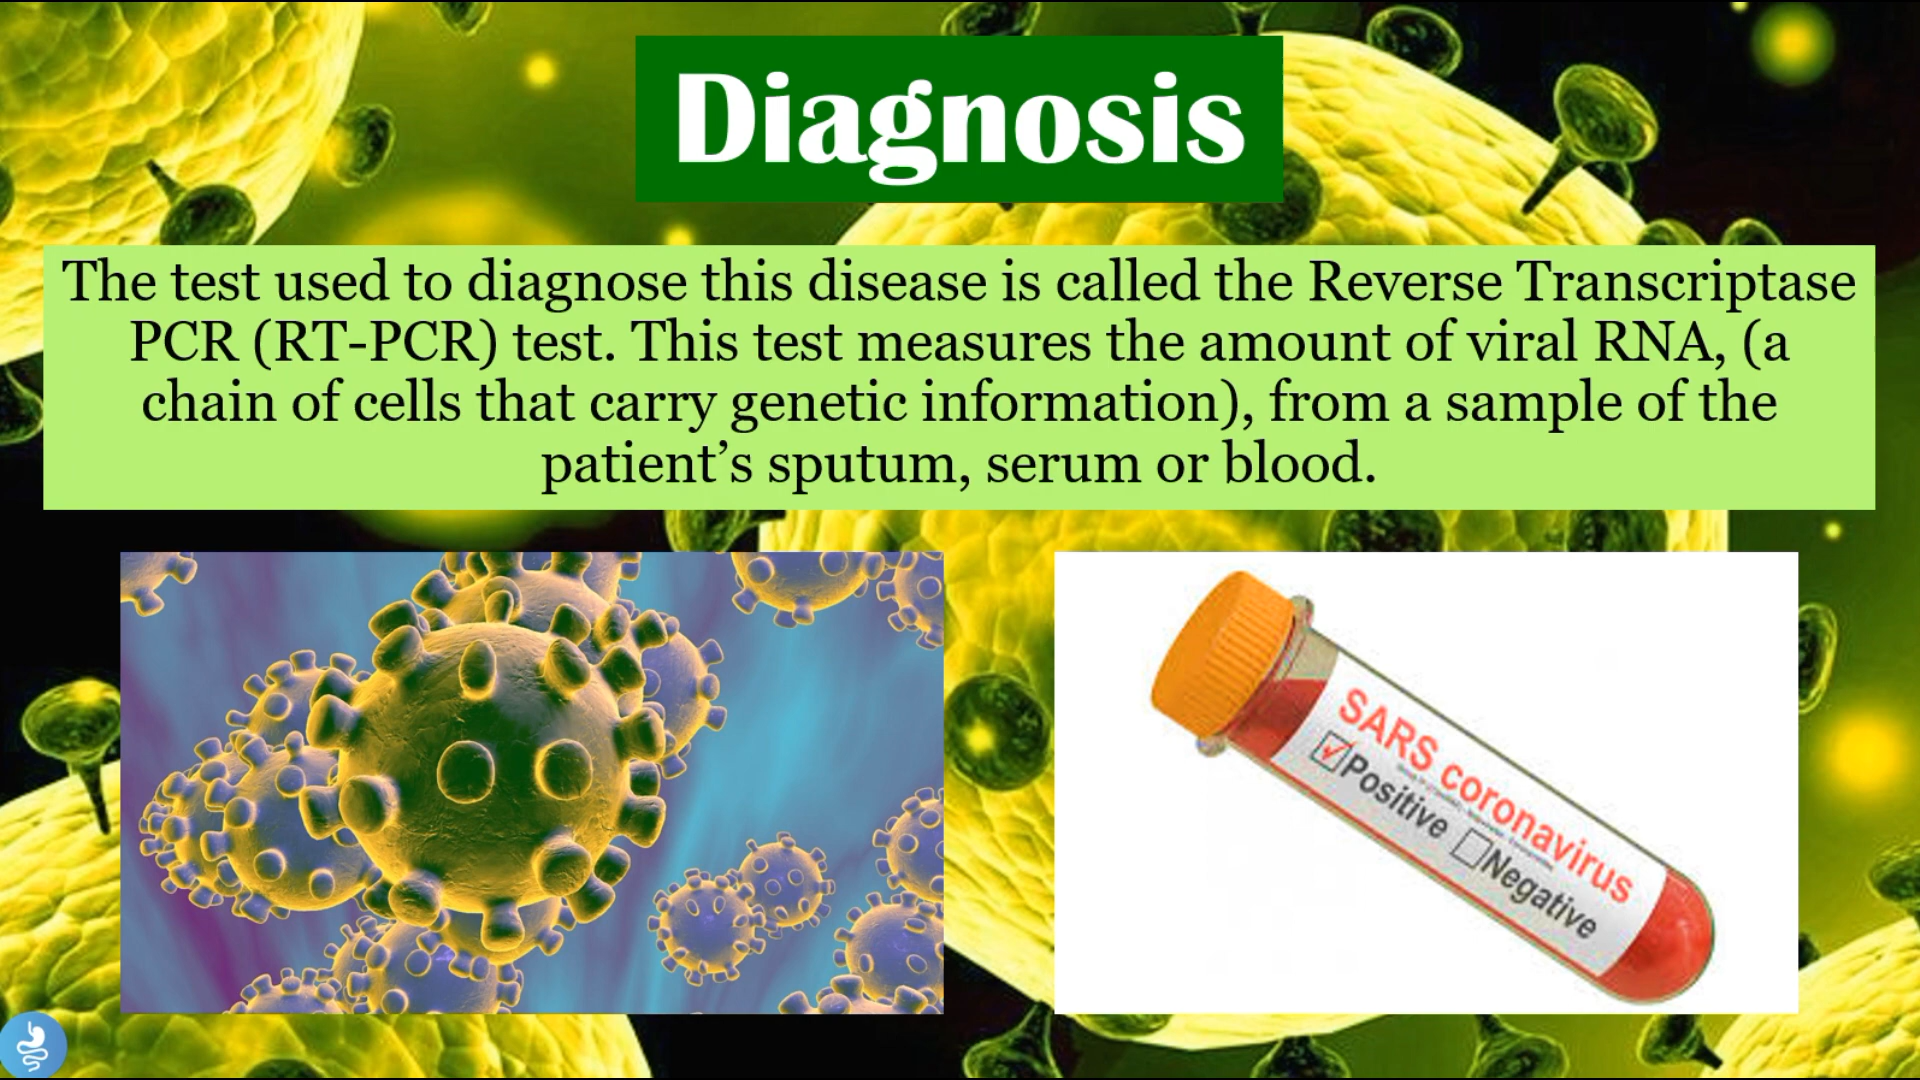 Diagnosis
The test used to diagnose this disease is called the Reverse Transcriptase
PCR (RT-PCR) test. This test measures the amount of viral RNA, (a
chain of cells that carry genetic information), from a sample of the
patient’s sputum, serum or blood.
SARS coronavirus
Positive Negative